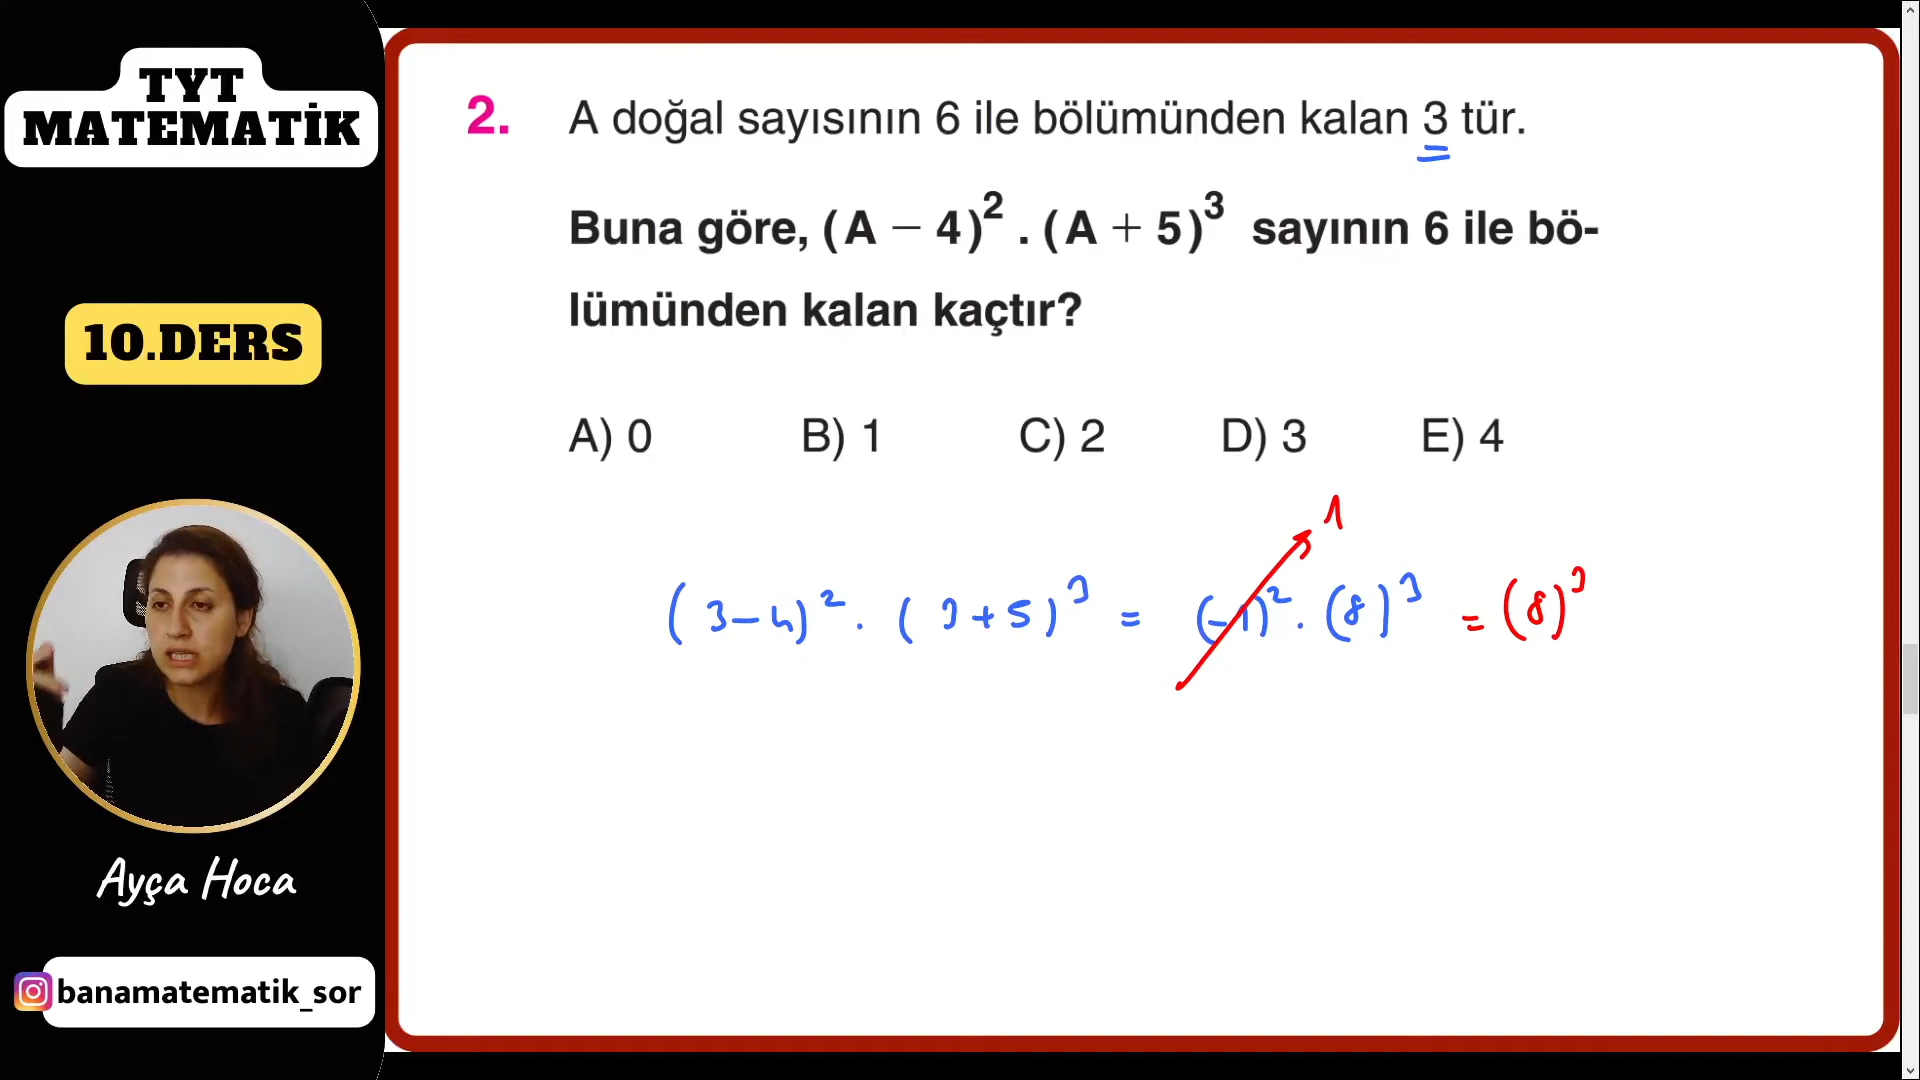 TYT
MATEMATİK
10.DERS
Ayça Hoca
banamatematik_sor
2. A doğal sayısının 6 ile bölümünden kalan 3 tür.
Buna göre, (A − 4)² . (A + 5)³ sayının 6 ile bö-
lümünden kalan kaçtır?
A) 0 B) 1 C) 2 D) 3 E) 4
1
(3−4)² . (3+5)³ = (−1)² . (8)³ = (8)³